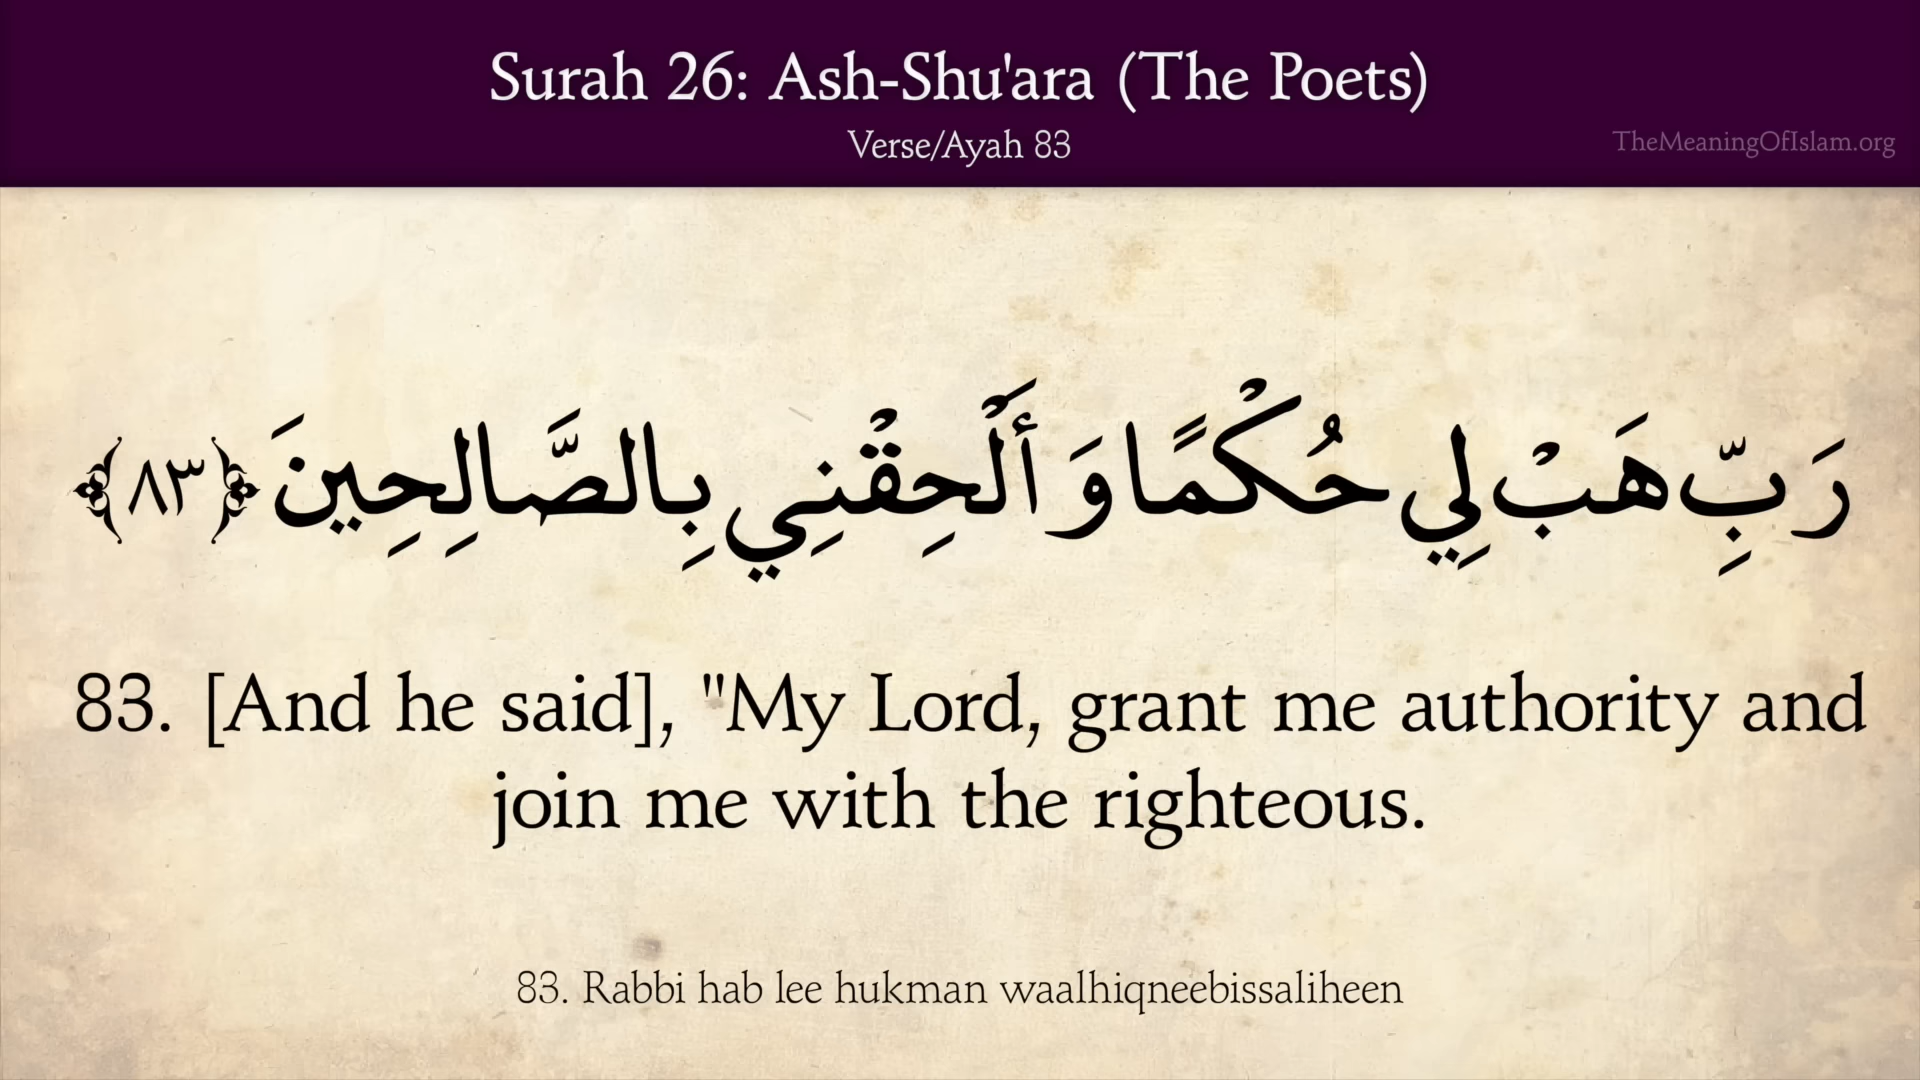 Surah 26: Ash-Shu'ara (The Poets)
Verse/Ayah 83
TheMeaningOfIslam.org
رَبِّ هَبْ لِي حُكْمًا وَأَلْحِقْنِي بِالصَّالِحِينَ ﴿٨٣﴾
83. [And he said], "My Lord, grant me authority and
join me with the righteous.
83. Rabbi hab lee hukman waalhiqneebissaliheen